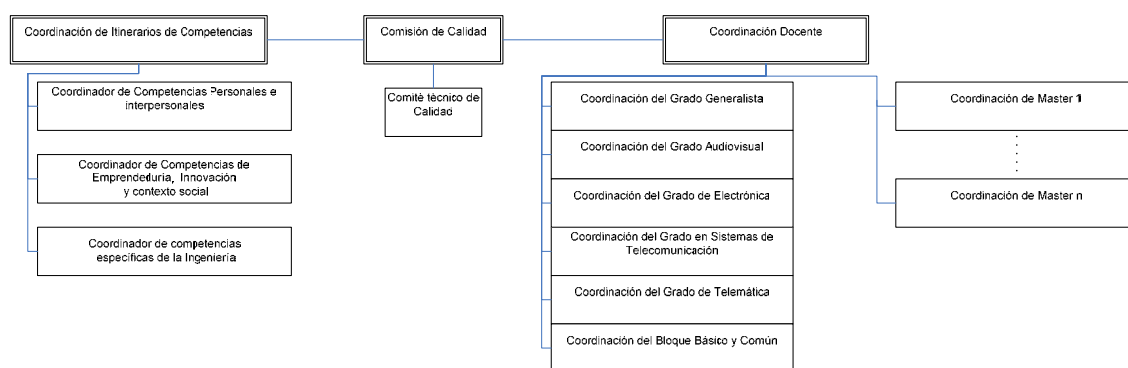 Coordinación de Itinerarios de Competencias
Comisión de Calidad
Coordinación Docente
Coordinador de Competencias Personales e
interpersonales
Coordinador de Competencias de
Emprendeduría, Innovación
y contexto social
Coordinador de competencias
específicas de la Ingeniería
Comitè tècnico de
Calidad
Coordinación del Grado Generalista
Coordinación del Grado Audiovisual
Coordinación del Grado de Electrónica
Coordinación del Grado en Sistemas de
Telecomunicación
Coordinación del Grado de Telemática
Coordinación del Bloque Básico y Común
Coordinación de Master 1
Coordinación de Master n